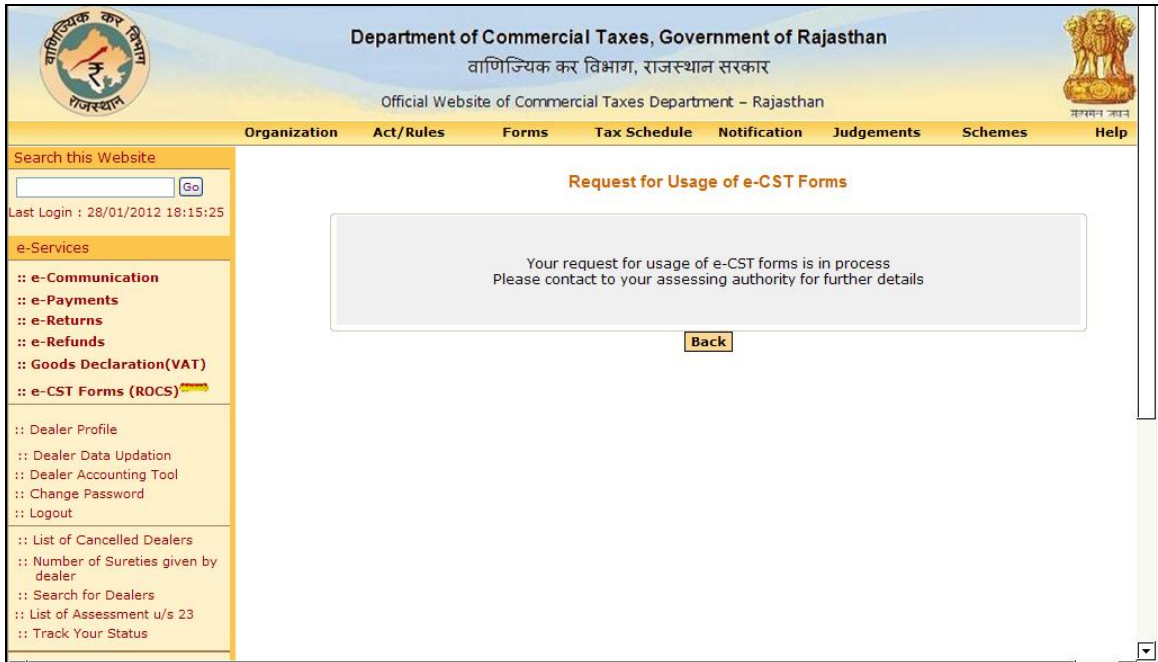 वाणिज्यिक कर विभाग
राजस्थान
Department of Commercial Taxes, Government of Rajasthan
वाणिज्यिक कर विभाग, राजस्थान सरकार
Official Website of Commercial Taxes Department – Rajasthan
Organization Act/Rules Forms Tax Schedule Notification Judgements Schemes Help
Search this Website
Go
Last Login : 28/01/2012 18:15:25
e-Services
:: e-Communication
:: e-Payments
:: e-Returns
:: e-Refunds
:: Goods Declaration(VAT)
:: e-CST Forms (ROCS)
:: Dealer Profile
:: Dealer Data Updation
:: Dealer Accounting Tool
:: Change Password
:: Logout
:: List of Cancelled Dealers
:: Number of Sureties given by
dealer
:: Search for Dealers
:: List of Assessment u/s 23
:: Track Your Status
Request for Usage of e-CST Forms
Your request for usage of e-CST forms is in process
Please contact to your assessing authority for further details
Back